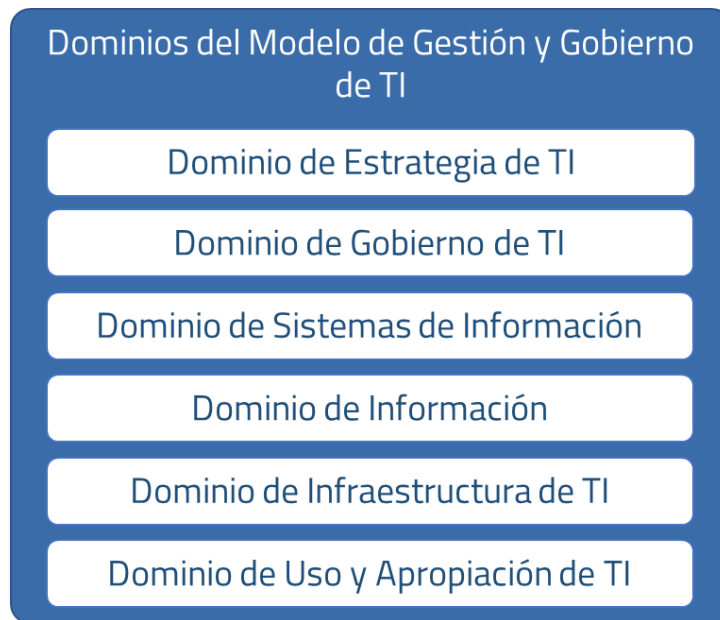 Dominios del Modelo de Gestión y Gobierno
de TI
Dominio de Estrategia de TI
Dominio de Gobierno de TI
Dominio de Sistemas de Información
Dominio de Información
Dominio de Infraestructura de TI
Dominio de Uso y Apropiación de TI